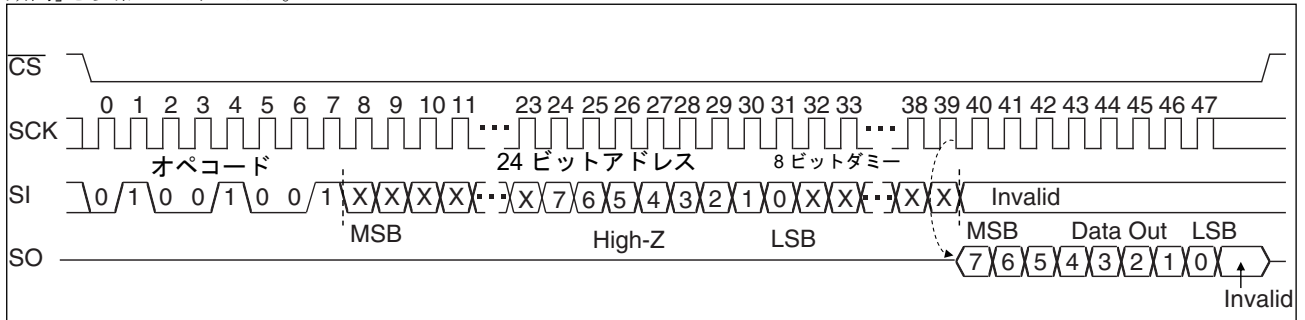 CS
0 1 2 3 4 5 6 7 8 9 10 11 23 24 25 26 27 28 29 30 31 32 33 38 39 40 41 42 43 44 45 46 47
SCK
オペコード 24 ビットアドレス 8 ビットダミー
SI 0 1 0 0 1 0 0 1 X X X X X 7 6 5 4 3 2 1 0 X X X X Invalid
MSB High-Z LSB MSB Data Out LSB
SO 7 6 5 4 3 2 1 0
Invalid